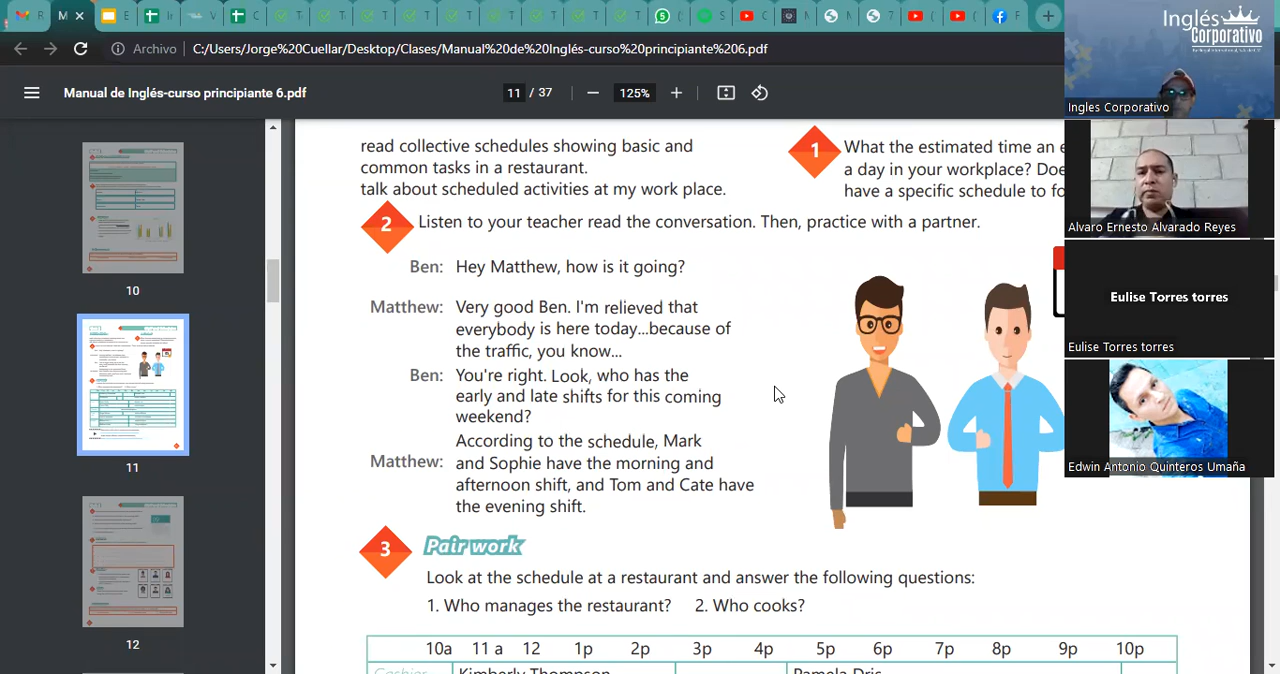 Archivo
C:/Users/Jorge%20Cuellar/Desktop/Clases/Manual%20de%20Inglés-curso%20principiante%206.pdf
Manual de Inglés-curso principiante 6.pdf
11 / 37
125%
10
11
12
read collective schedules showing basic and
common tasks in a restaurant.
talk about scheduled activities at my work place.
1
What the estimated time an e
a day in your workplace? Doe
have a specific schedule to fo
2
Listen to your teacher read the conversation. Then, practice with a partner.
Ben: Hey Matthew, how is it going?
Matthew: Very good Ben. I'm relieved that
everybody is here today...because of
the traffic, you know...
Ben: You're right. Look, who has the
early and late shifts for this coming
weekend?
According to the schedule, Mark
Matthew: and Sophie have the morning and
afternoon shift, and Tom and Cate have
the evening shift.
3
Pair work
Look at the schedule at a restaurant and answer the following questions:
1. Who manages the restaurant? 2. Who cooks?
10a 11 a 12 1p 2p 3p 4p 5p 6p 7p 8p 9p 10p
Cashier Kimberly Thompson Pamela Dris
Inglés
Corporativo
Ingles Corporativo
Alvaro Ernesto Alvarado Reyes
Eulise Torres torres
Eulise Torres torres
Edwin Antonio Quinteros Umaña